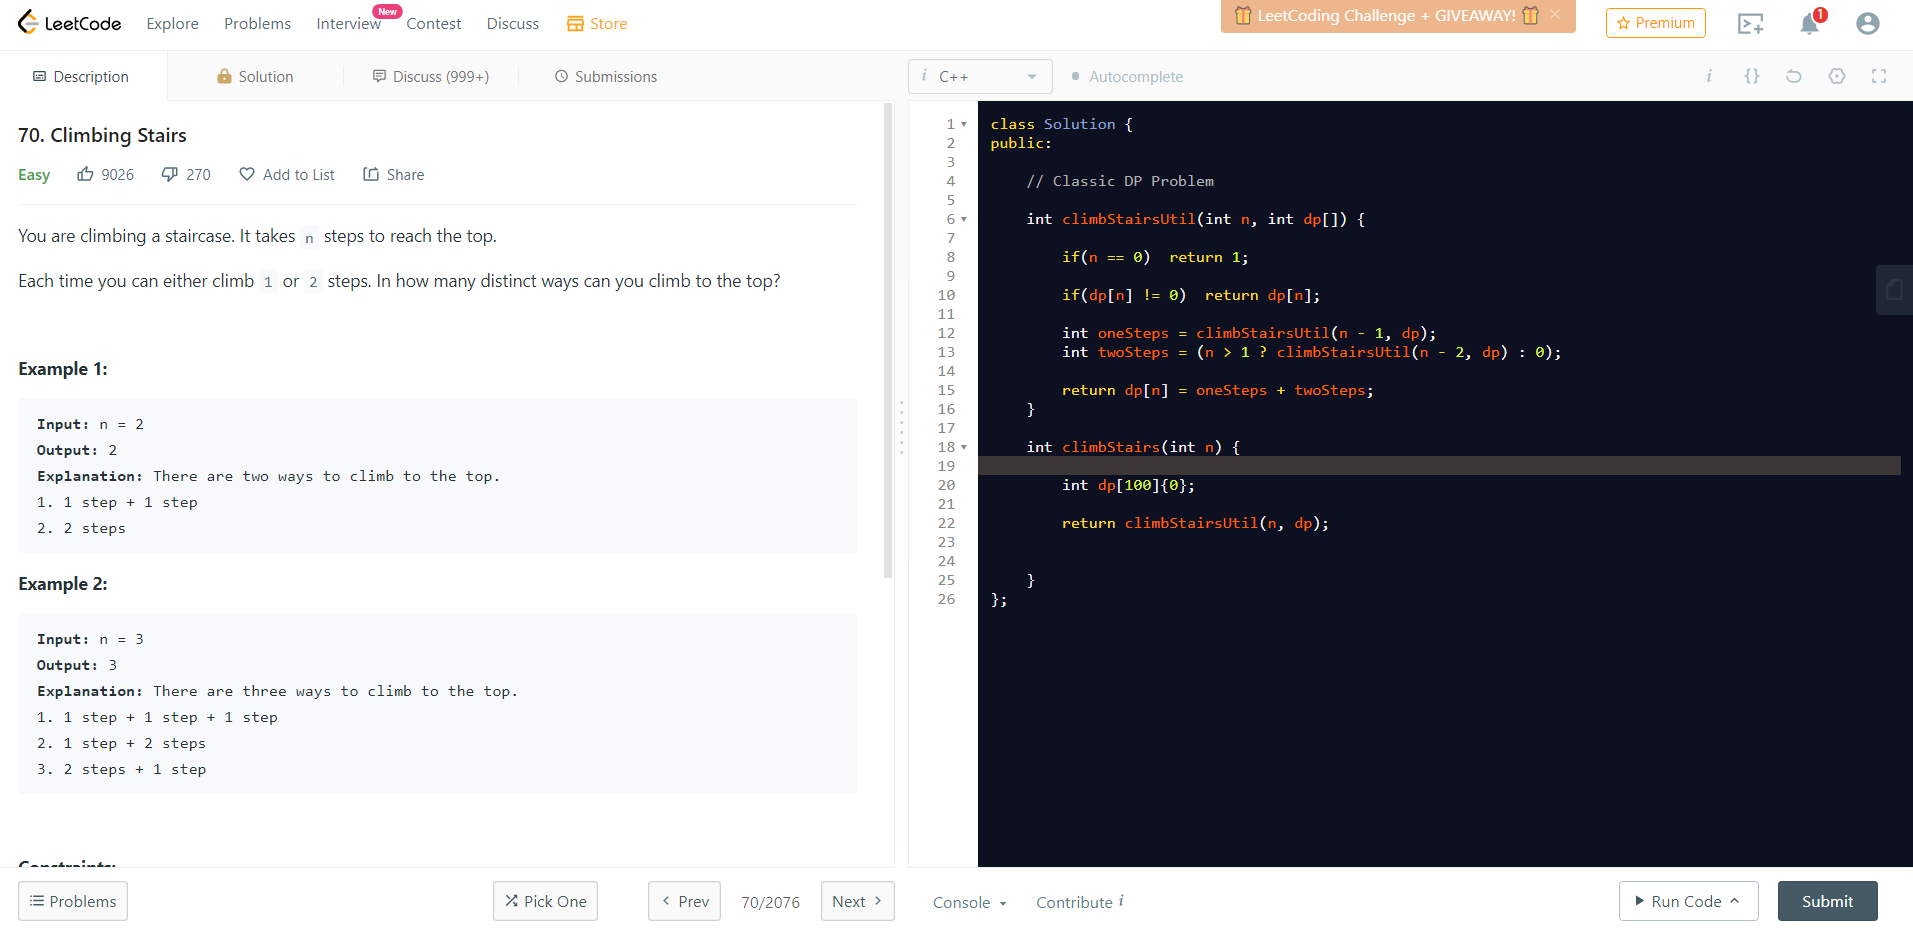 LeetCode Explore Problems Interview New Contest Discuss Store LeetCoding Challenge + GIVEAWAY! × Premium 1
Description Solution Discuss (999+) Submissions
i C++ Autocomplete i {}
70. Climbing Stairs
Easy 9026 270 Add to List Share
You are climbing a staircase. It takes n steps to reach the top.
Each time you can either climb 1 or 2 steps. In how many distinct ways can you climb to the top?
Example 1:
Input: n = 2
Output: 2
Explanation: There are two ways to climb to the top.
1. 1 step + 1 step
2. 2 steps
Example 2:
Input: n = 3
Output: 3
Explanation: There are three ways to climb to the top.
1. 1 step + 1 step + 1 step
2. 1 step + 2 steps
3. 2 steps + 1 step
Constraints:
1 class Solution {
2 public:
3
4 // Classic DP Problem
5
6 int climbStairsUtil(int n, int dp[]) {
7
8 if(n == 0)  return 1;
9
10 if(dp[n] != 0)  return dp[n];
11
12 int oneSteps = climbStairsUtil(n - 1, dp);
13 int twoSteps = (n > 1 ? climbStairsUtil(n - 2, dp) : 0);
14
15 return dp[n] = oneSteps + twoSteps;
16 }
17
18 int climbStairs(int n) {
19
20 int dp[100]{0};
21
22 return climbStairsUtil(n, dp);
23
24
25 }
26 };
Problems Pick One < Prev 70/2076 Next > Console Contribute i Run Code Submit